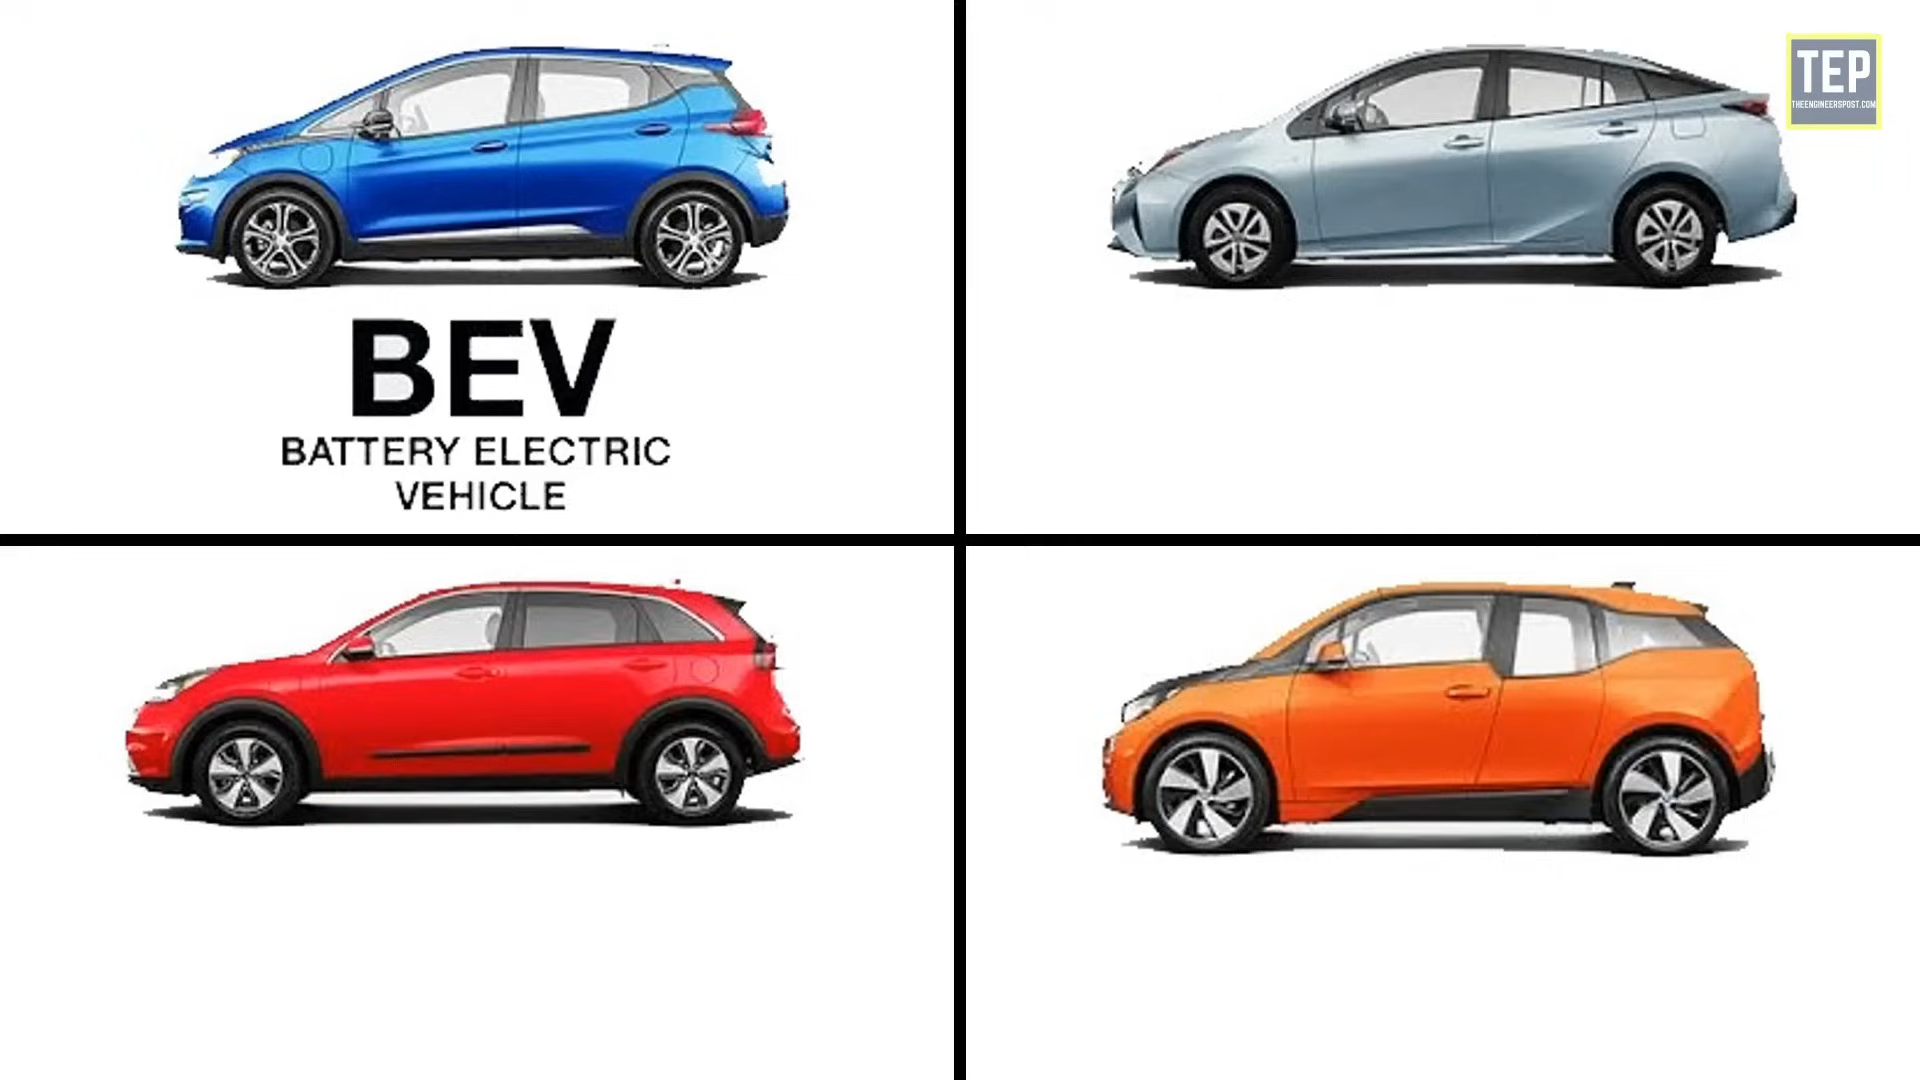 TEP
THEENGINEERSPOST.COM
BEV
BATTERY ELECTRIC
VEHICLE